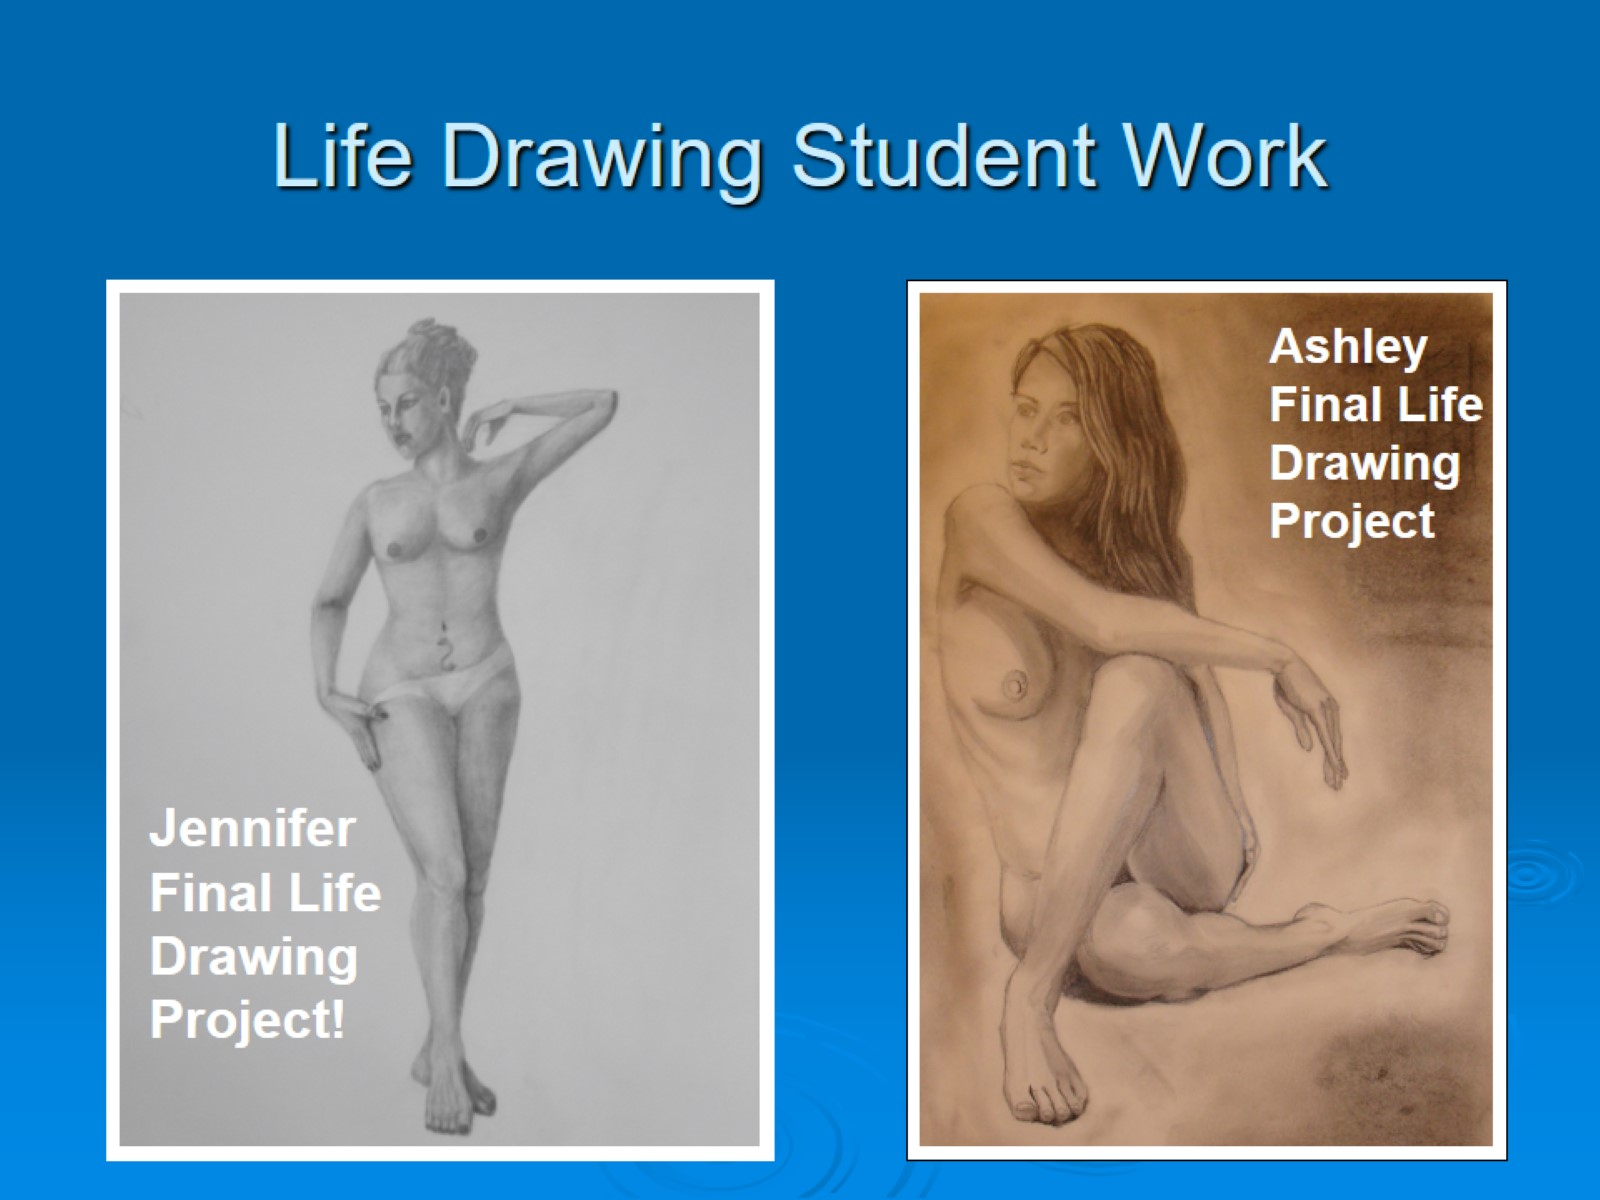 Life Drawing Student Work
Jennifer
Final Life
Drawing
Project!
Ashley
Final Life
Drawing
Project